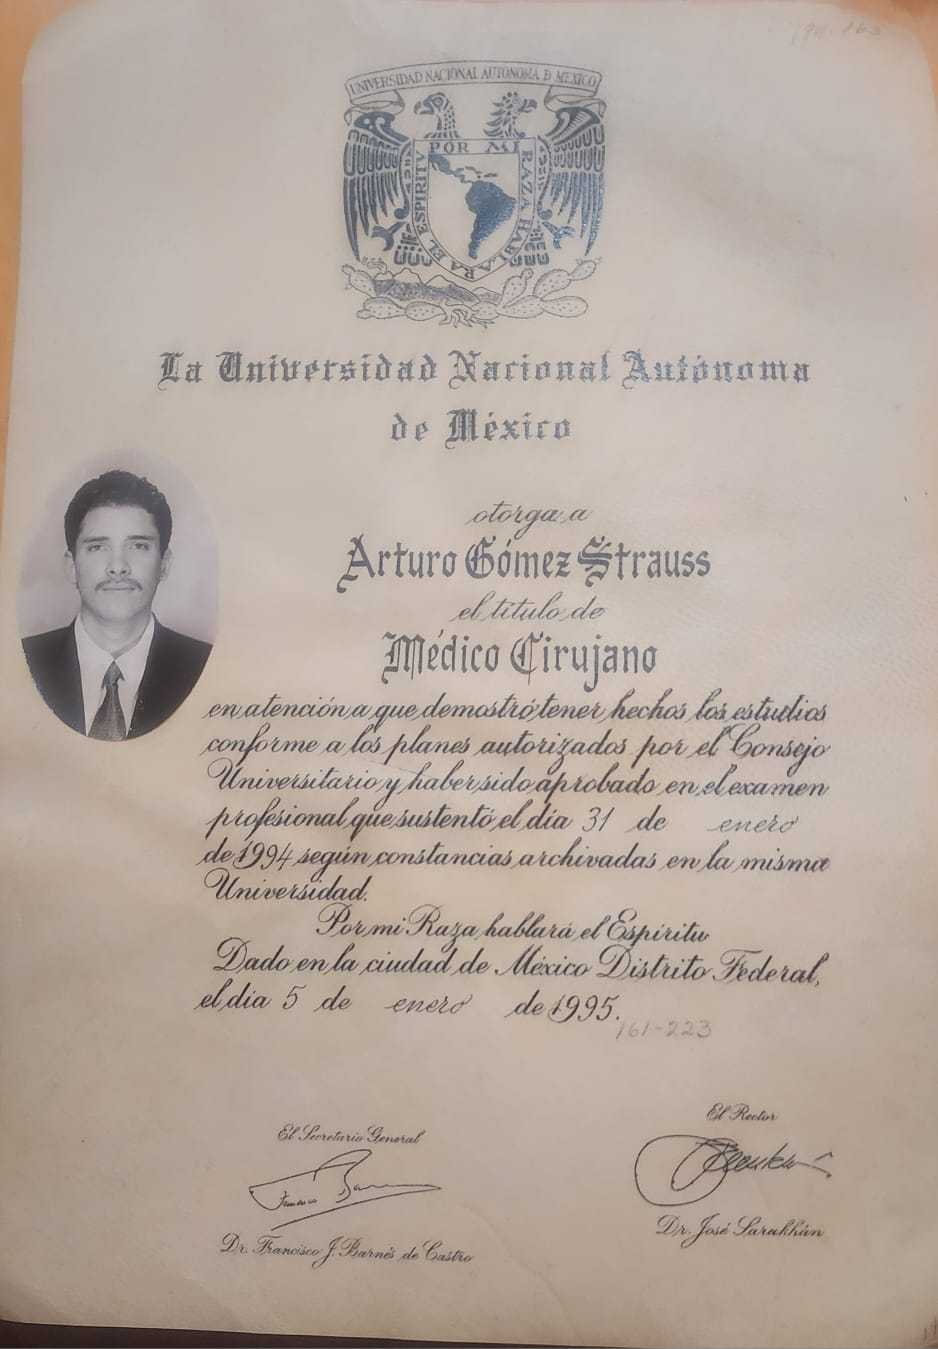 UNIVERSIDAD NACIONAL AUTONOMA D MEXICO
POR MI RAZA HABLARA EL ESPIRITU
La Universidad Nacional Autónoma
de México
otorga a
Arturo Gómez Strauss
el título de
Médico Cirujano
en atención a que demostró tener hechos los estudios
conforme a los planes autorizados por el Consejo
Universitario y haber sido aprobado en el examen
profesional que sustentó el día 31 de enero
de 1994 según constancias archivadas en la misma
Universidad.
Por mi Raza hablará el Espíritu
Dado en la ciudad de México Distrito Federal,
el día 5 de enero de 1995.
161-223
El Rector
El Secretario General
Dr. José Sarukhán
Dr. Francisco J. Barnés de Castro